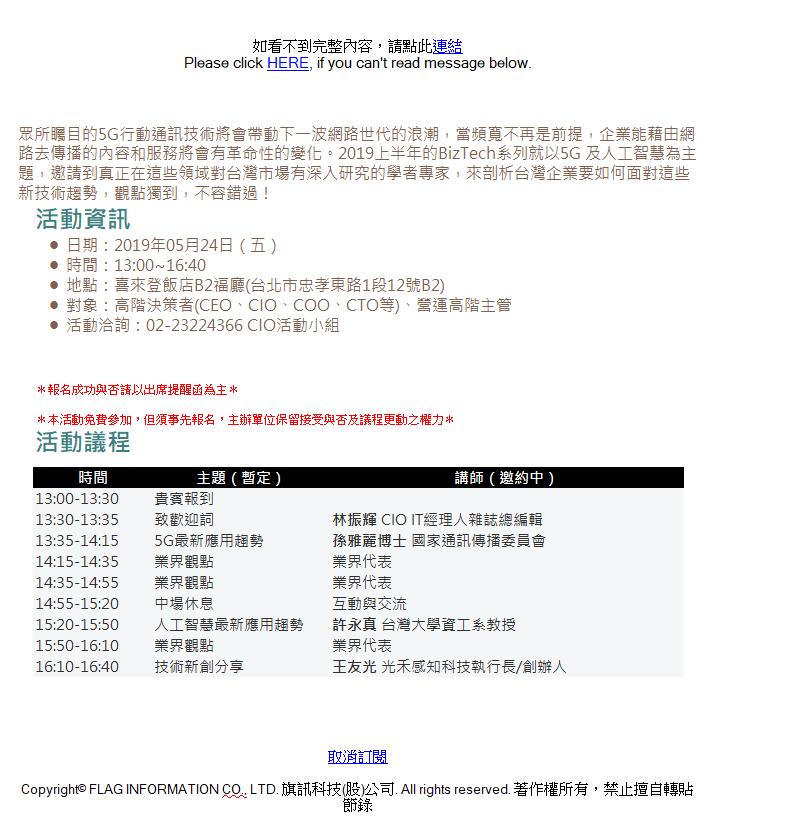 如看不到完整內容，請點此連結
Please click HERE, if you can't read message below.
眾所矚目的5G行動通訊技術將會帶動下一波網路世代的浪潮，當頻寬不再是前提，企業能藉由網
路去傳播的內容和服務將會有革命性的變化。2019上半年的BizTech系列就以5G 及人工智慧為主
題，邀請到真正在這些領域對台灣市場有深入研究的學者專家，來剖析台灣企業要如何面對這些
新技術趨勢，觀點獨到，不容錯過！
活動資訊
● 日期：2019年05月24日 ( 五 )
● 時間：13:00~16:40
● 地點：喜來登飯店B2福廳(台北市忠孝東路1段12號B2)
● 對象：高階決策者(CEO、CIO、COO、CTO等)、營運高階主管
● 活動洽詢：02-23224366 CIO活動小組
＊報名成功與否請以出席提醒函為主＊
＊本活動免費參加，但須事先報名，主辦單位保留接受與否及議程更動之權力＊
活動議程
時間 主題 ( 暫定 ) 講師 ( 邀約中 )
13:00-13:30 貴賓報到
13:30-13:35 致歡迎詞 林振輝 CIO IT經理人雜誌總編輯
13:35-14:15 5G最新應用趨勢 孫雅麗博士 國家通訊傳播委員會
14:15-14:35 業界觀點 業界代表
14:35-14:55 業界觀點 業界代表
14:55-15:20 中場休息 互動與交流
15:20-15:50 人工智慧最新應用趨勢 許永真 台灣大學資工系教授
15:50-16:10 業界觀點 業界代表
16:10-16:40 技術新創分享 王友光 光禾感知科技執行長/創辦人
取消訂閱
Copyright© FLAG INFORMATION CO., LTD. 旗訊科技(股)公司. All rights reserved. 著作權所有，禁止擅自轉貼
節錄